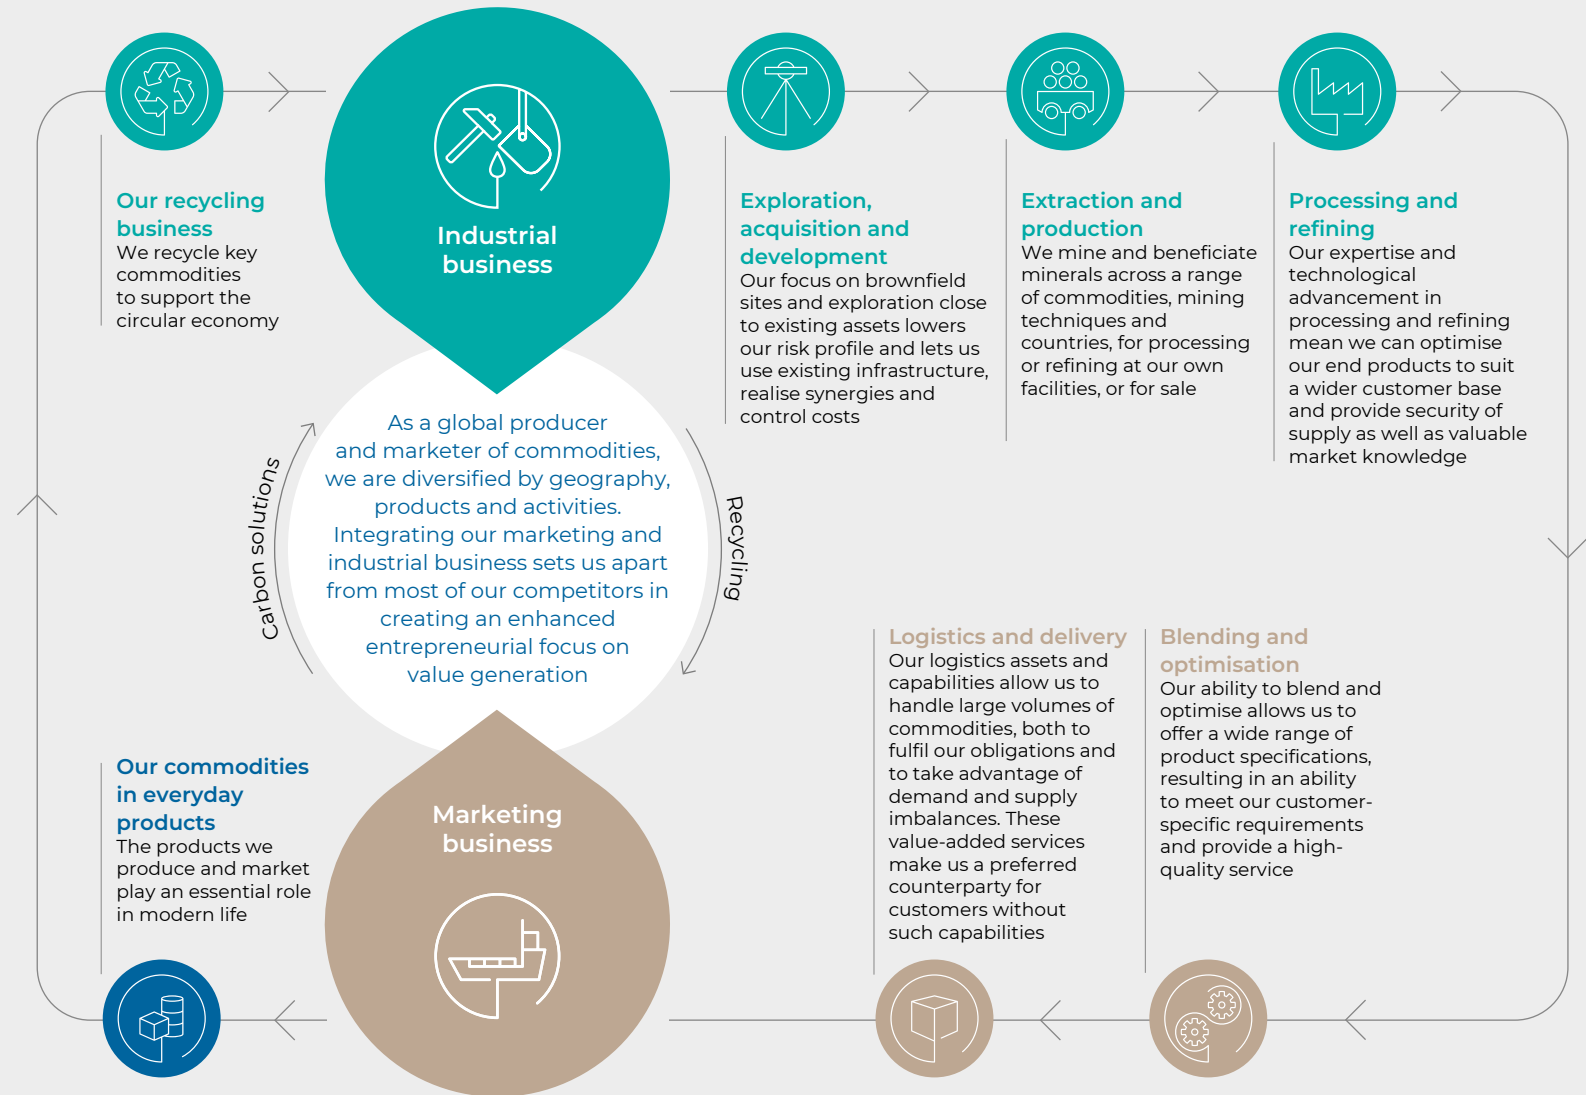 Our recycling
business
We recycle key
commodities
to support the
circular economy
Industrial
business
Exploration,
acquisition and
development
Our focus on brownfield
sites and exploration close
to existing assets lowers
our risk profile and lets us
use existing infrastructure,
realise synergies and
control costs
Extraction and
production
We mine and beneficiate
minerals across a range
of commodities, mining
techniques and
countries, for processing
or refining at our own
facilities, or for sale
Processing and
refining
Our expertise and
technological
advancement in
processing and refining
mean we can optimise
our end products to suit
a wider customer base
and provide security of
supply as well as valuable
market knowledge
Carbon solutions
As a global producer
and marketer of commodities,
we are diversified by geography,
products and activities.
Integrating our marketing and
industrial business sets us apart
from most of our competitors in
creating an enhanced
entrepreneurial focus on
value generation
Recycling
Our commodities
in everyday
products
The products we
produce and market
play an essential role
in modern life
Marketing
business
Logistics and delivery
Our logistics assets and
capabilities allow us to
handle large volumes of
commodities, both to
fulfil our obligations and
to take advantage of
demand and supply
imbalances. These
value-added services
make us a preferred
counterparty for
customers without
such capabilities
Blending and
optimisation
Our ability to blend and
optimise allows us to
offer a wide range of
product specifications,
resulting in an ability
to meet our customer-
specific requirements
and provide a high-
quality service